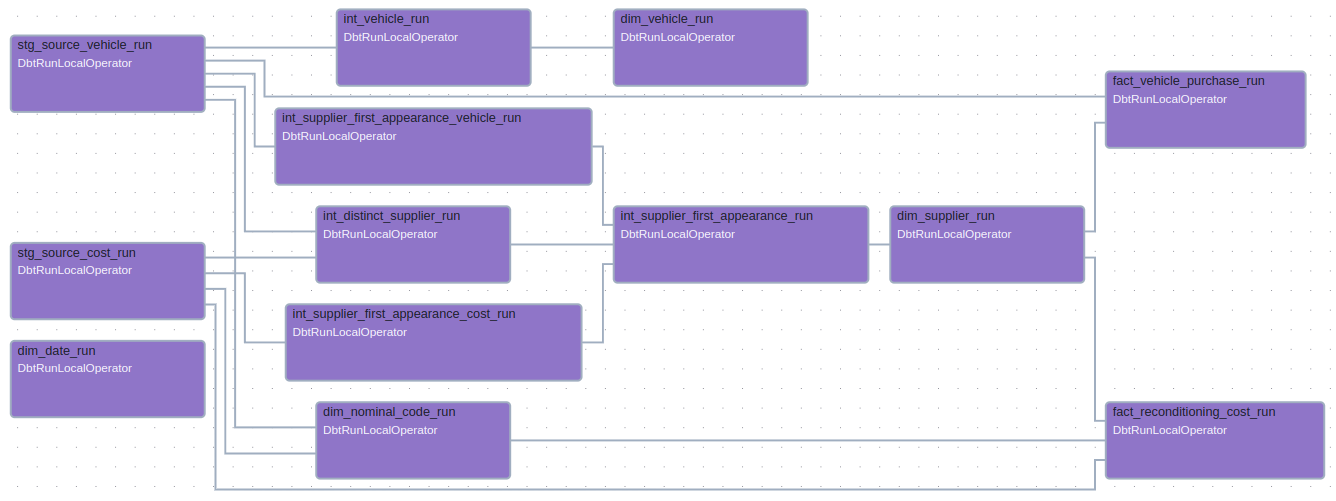 int_vehicle_run
DbtRunLocalOperator
dim_vehicle_run
DbtRunLocalOperator
stg_source_vehicle_run
DbtRunLocalOperator
fact_vehicle_purchase_run
DbtRunLocalOperator
int_supplier_first_appearance_vehicle_run
DbtRunLocalOperator
int_distinct_supplier_run
DbtRunLocalOperator
int_supplier_first_appearance_run
DbtRunLocalOperator
dim_supplier_run
DbtRunLocalOperator
stg_source_cost_run
DbtRunLocalOperator
int_supplier_first_appearance_cost_run
DbtRunLocalOperator
dim_date_run
DbtRunLocalOperator
dim_nominal_code_run
DbtRunLocalOperator
fact_reconditioning_cost_run
DbtRunLocalOperator